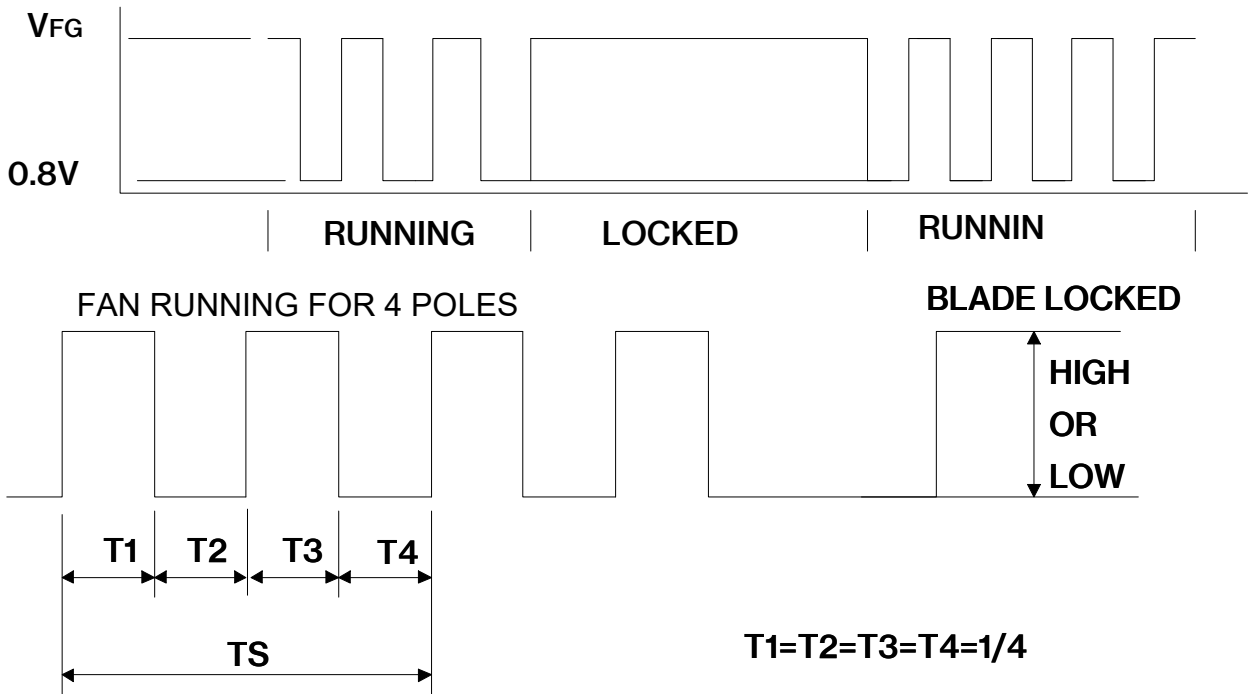 VFG
0.8V
RUNNING
LOCKED
RUNNIN
FAN RUNNING FOR 4 POLES
BLADE LOCKED
HIGH
OR
LOW
T1
T2
T3
T4
TS
T1=T2=T3=T4=1/4